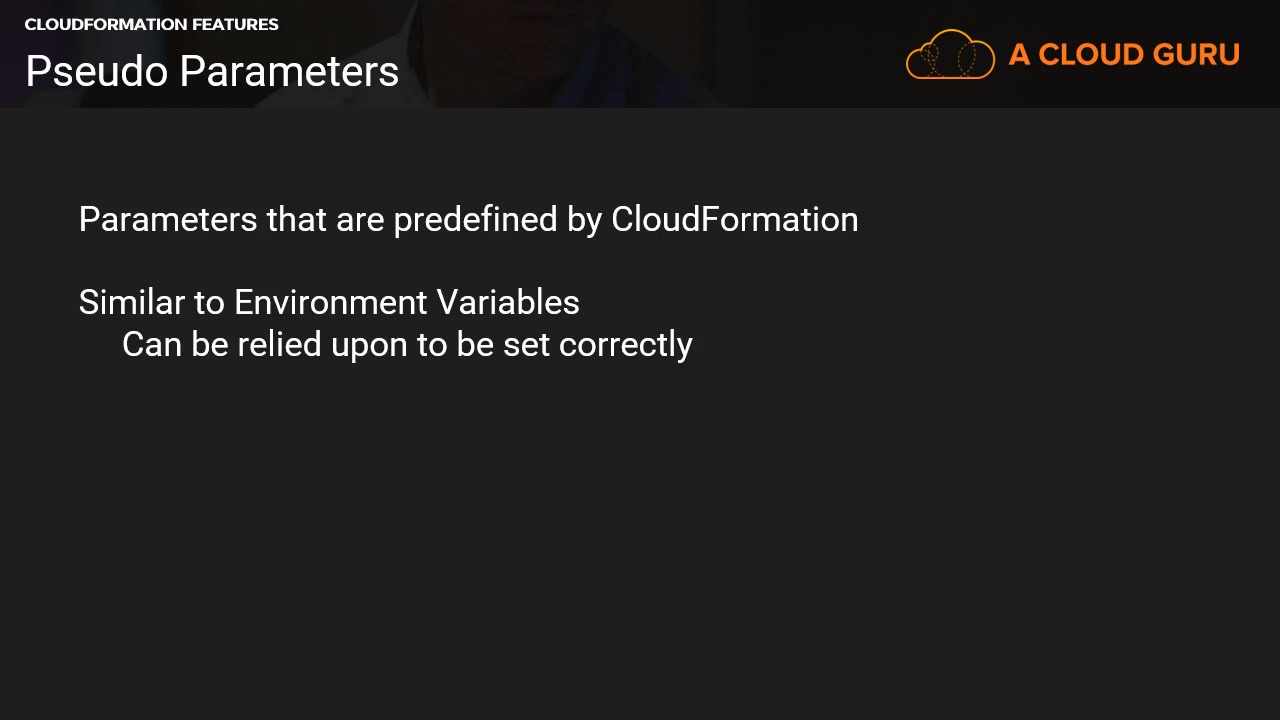 CLOUDFORMATION FEATURES
Pseudo Parameters
A CLOUD GURU
Parameters that are predefined by CloudFormation
Similar to Environment Variables
Can be relied upon to be set correctly